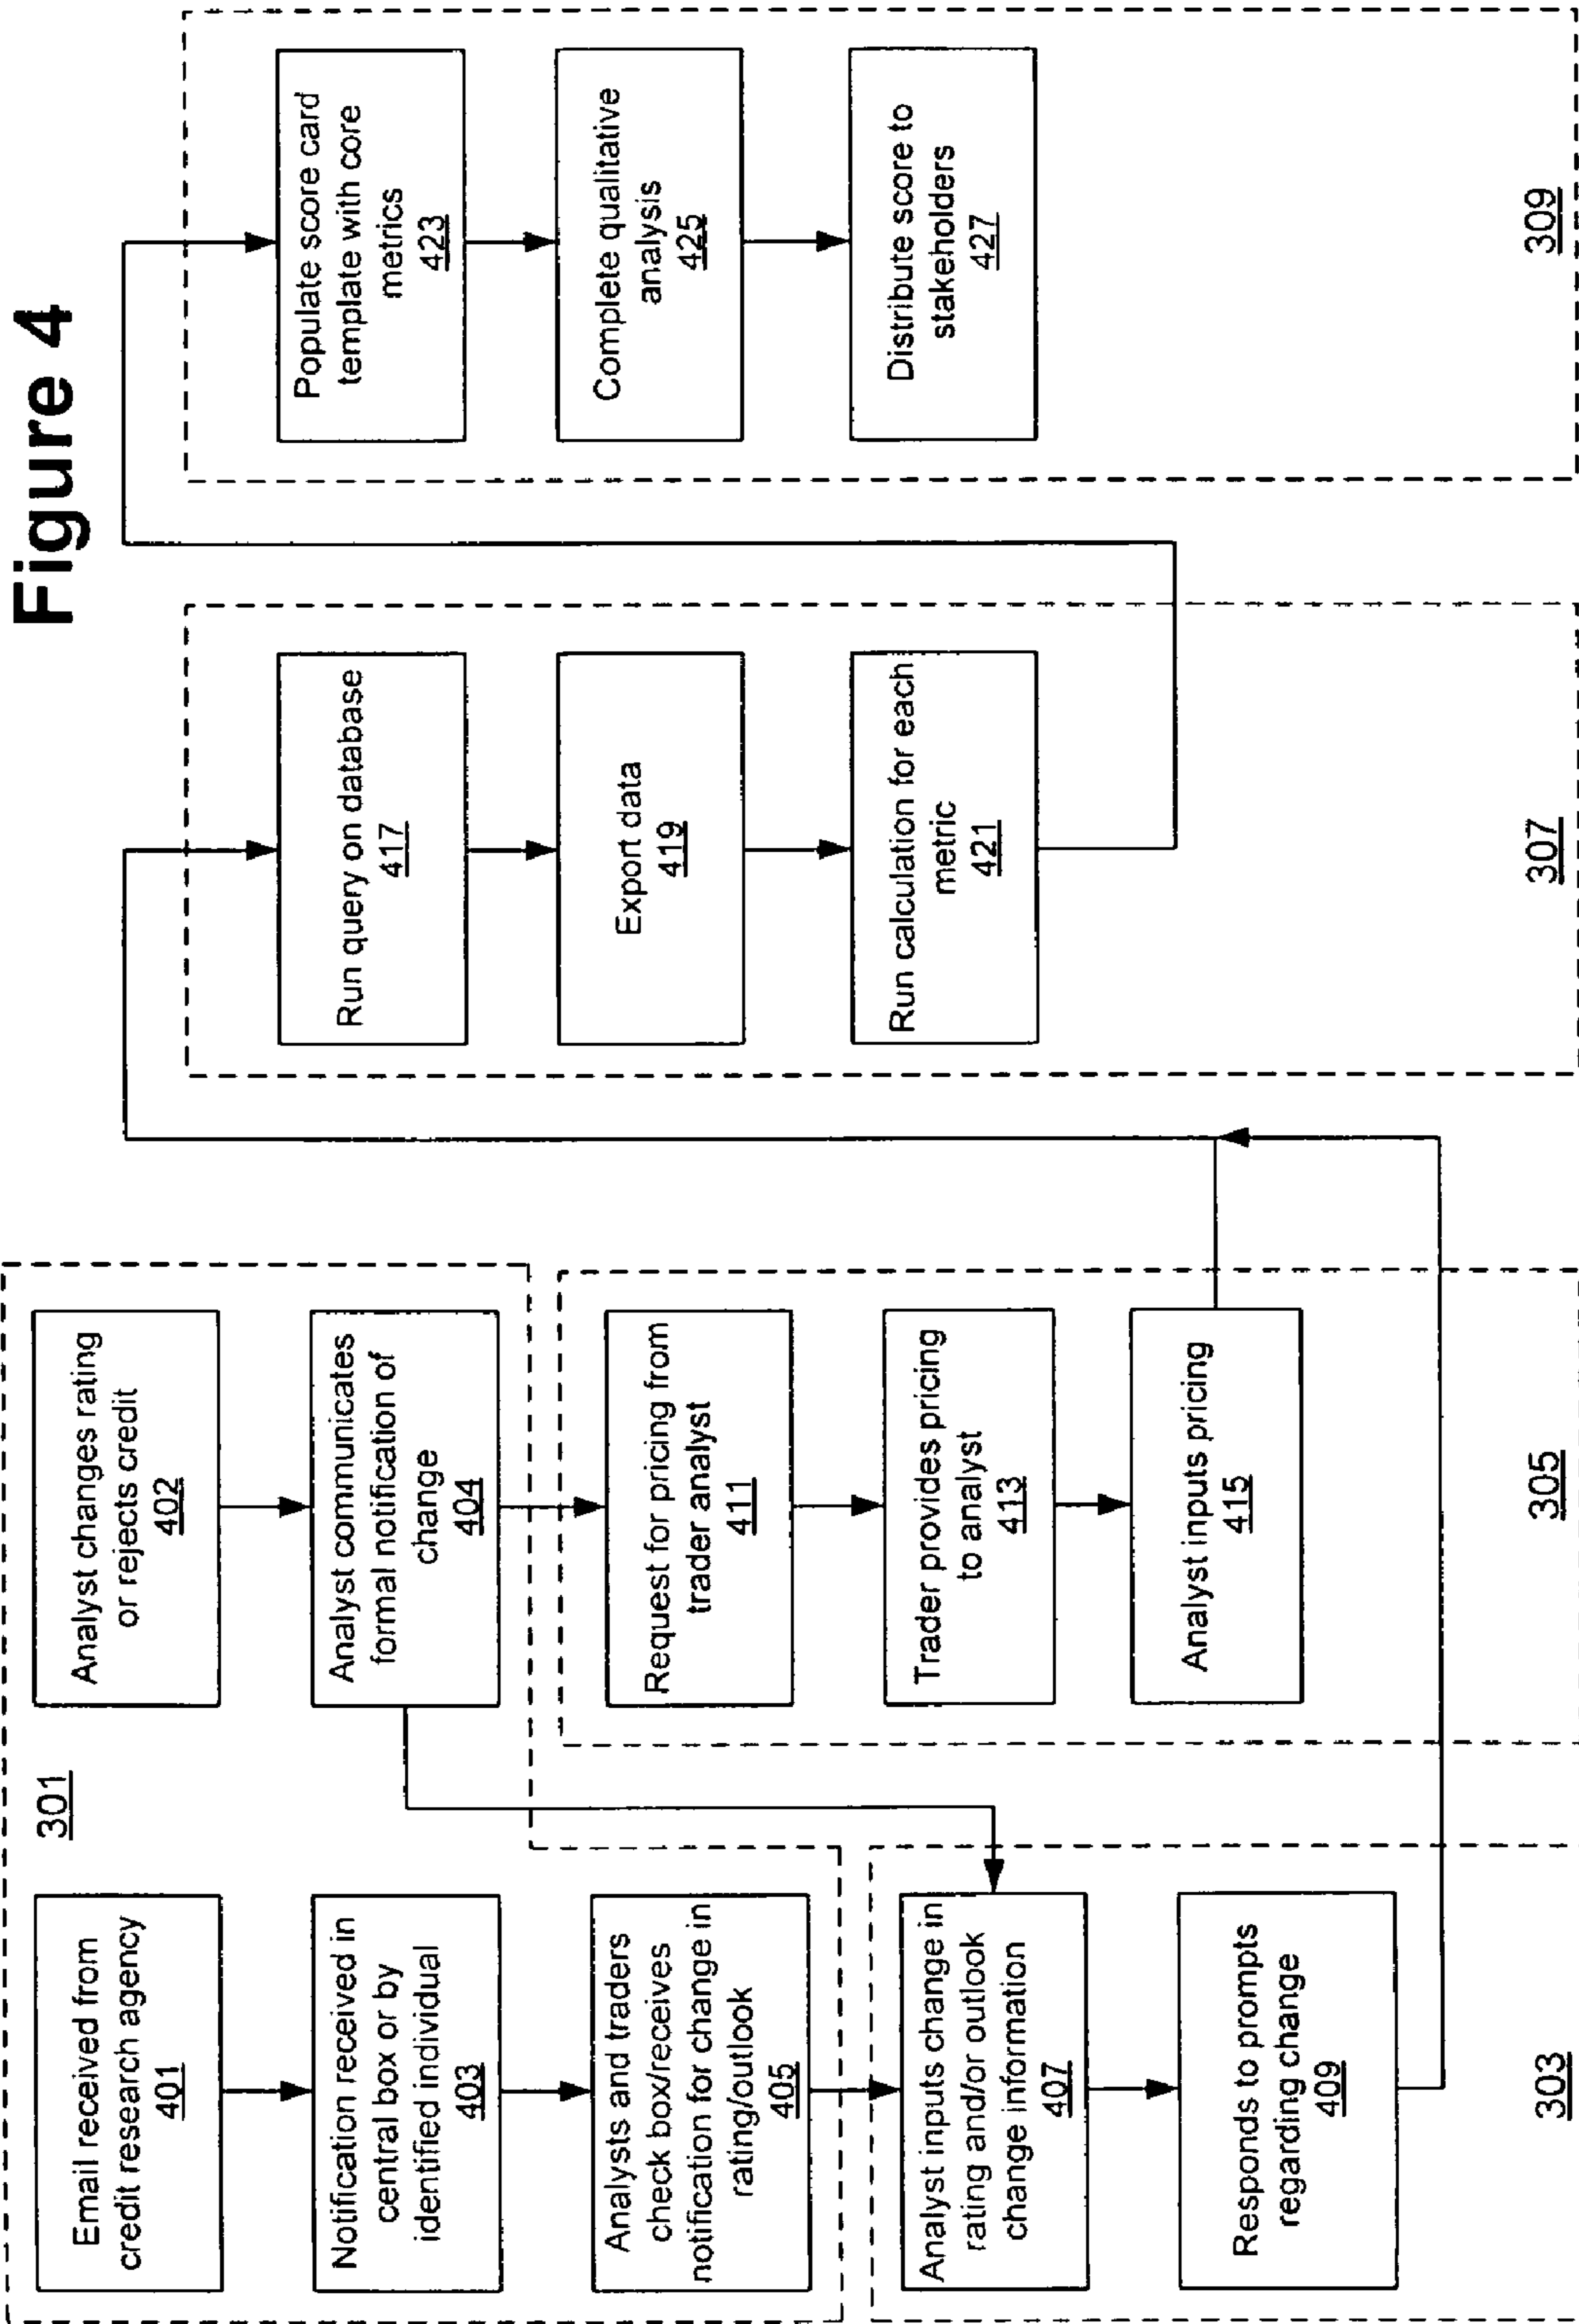 Figure 4
301
Email received from
credit research agency
401
Notification received in
central box or by
identified individual
403
Analysts and traders
check box/receives
notification for change in
rating/outlook
405
Analyst changes rating
or rejects credit
402
Analyst communicates
formal notification of
change
404
Analyst inputs change in
rating and/or outlook
change information
407
Responds to prompts
regarding change
409
303
Request for pricing from
trader analyst
411
Trader provides pricing
to analyst
413
Analyst inputs pricing
415
305
Run query on database
417
Export data
419
Run calculation for each
metric
421
307
Populate score card
template with core
metrics
423
Complete qualitative
analysis
425
Distribute score to
stakeholders
427
309